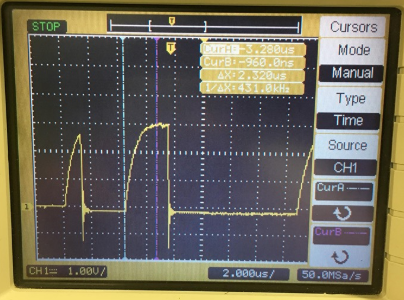 STOP
T
Cursors
T
CurA:-3.280us
CurB:-960.0ns
ΔX:2.320us
1/ΔX:431.0kHz
Mode
Manual
Type
Time
Source
CH1
CurA
CurB
1
CH1 1.00V/
2.000us/
50.0MSa/s